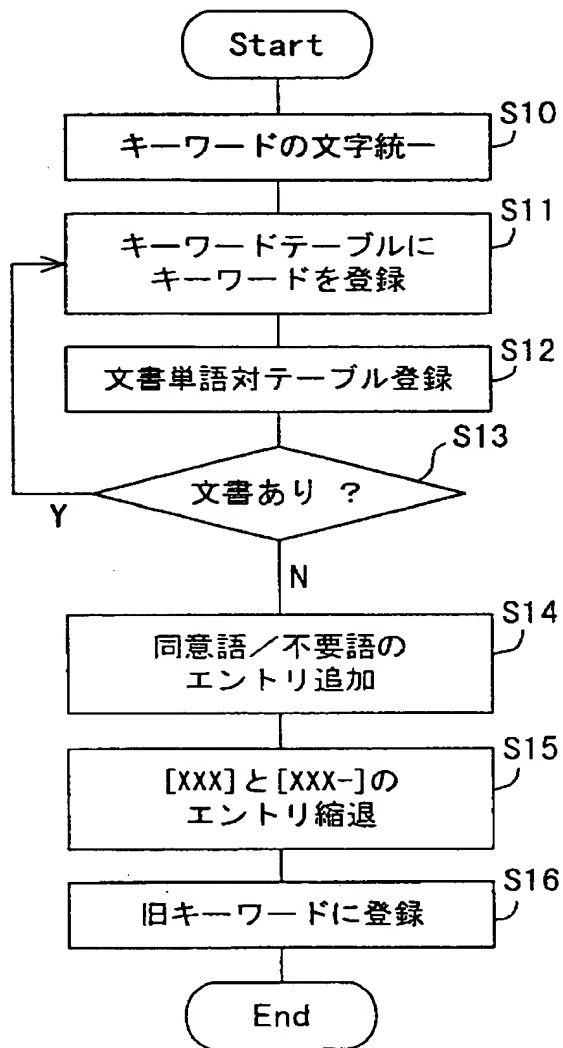 Start
S10
キーワードの文字統一
S11
キーワードテーブルに
キーワードを登録
S12
文書単語対テーブル登録
S13
文書あり ?
Y
N
S14
同意語/不要語の
エントリ追加
S15
[XXX]と[XXX-]の
エントリ縮退
S16
旧キーワードに登録
End